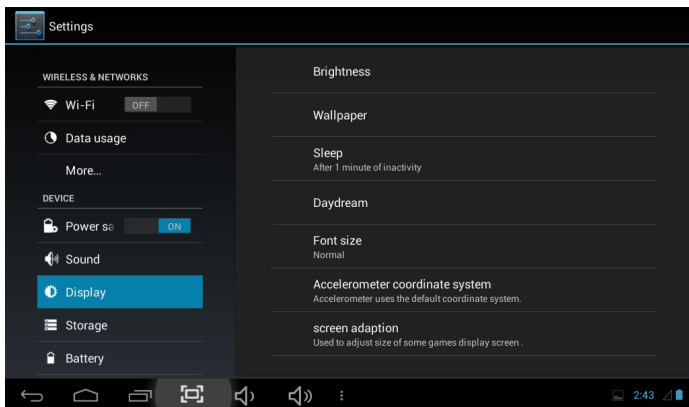 Settings
WIRELESS & NETWORKS
Wi-Fi OFF
Data usage
More...
DEVICE
Power sa ON
Sound
Display
Storage
Battery
Brightness
Wallpaper
Sleep
After 1 minute of inactivity
Daydream
Font size
Normal
Accelerometer coordinate system
Accelerometer uses the default coordinate system.
screen adaption
Used to adjust size of some games display screen .
2:43